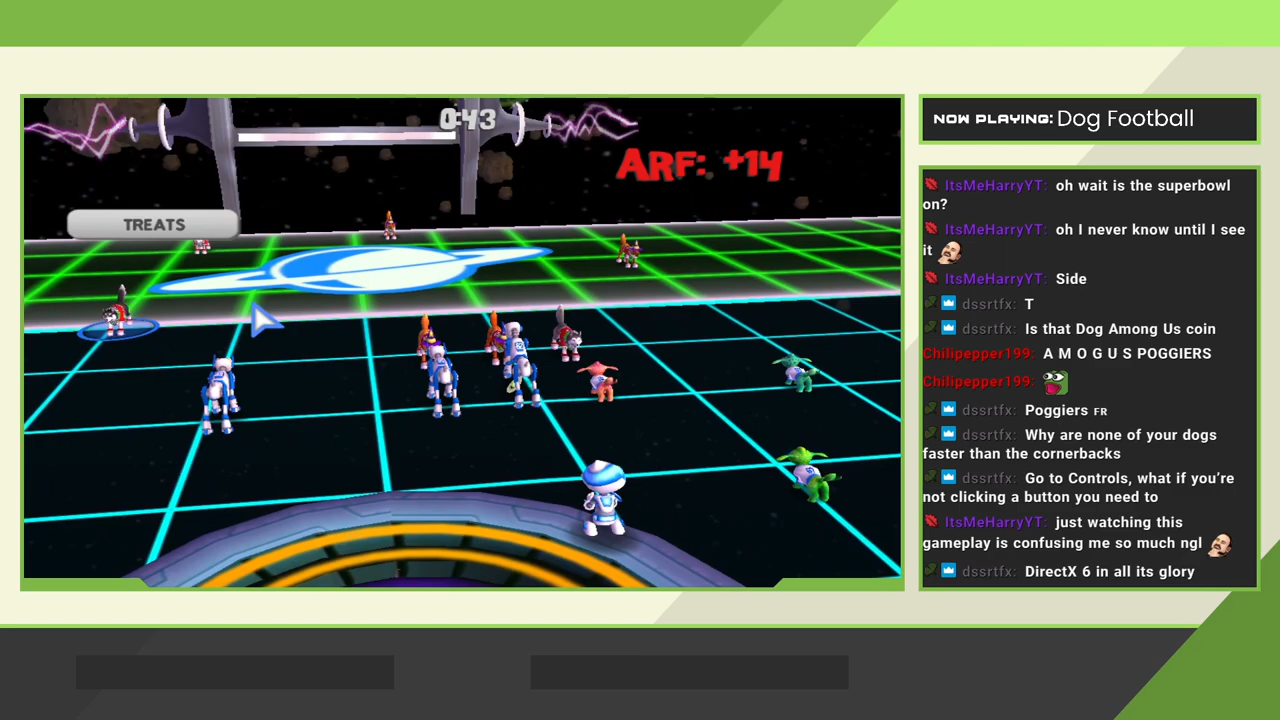 0:43
ARF: +14
TREATS
NOW PLAYING: Dog Football
ItsMeHarryYT: oh wait is the superbowl
on?
ItsMeHarryYT: oh I never know until I see
it
ItsMeHarryYT: Side
dssrtfx: T
dssrtfx: Is that Dog Among Us coin
Chilipepper199: A M O G U S POGGIERS
Chilipepper199:
dssrtfx: Poggiers FR
dssrtfx: Why are none of your dogs
faster than the cornerbacks
dssrtfx: Go to Controls, what if you're
not clicking a button you need to
ItsMeHarryYT: just watching this
gameplay is confusing me so much ngl
dssrtfx: DirectX 6 in all its glory